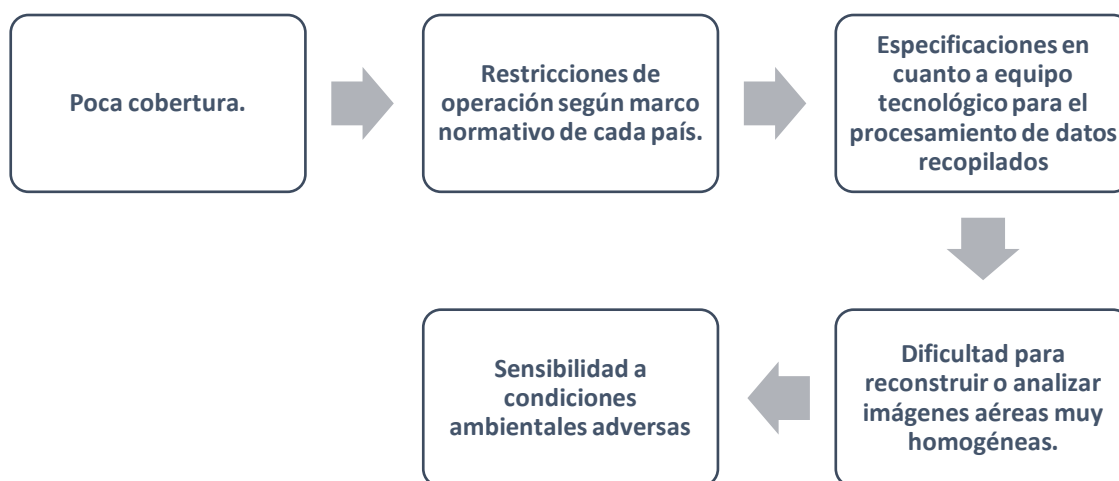 Poca cobertura.
Restricciones de
operación según marco
normativo de cada país.
Especificaciones en
cuanto a equipo
tecnológico para el
procesamiento de datos
recopilados
Dificultad para
reconstruir o analizar
imágenes aéreas muy
homogéneas.
Sensibilidad a
condiciones
ambientales adversas